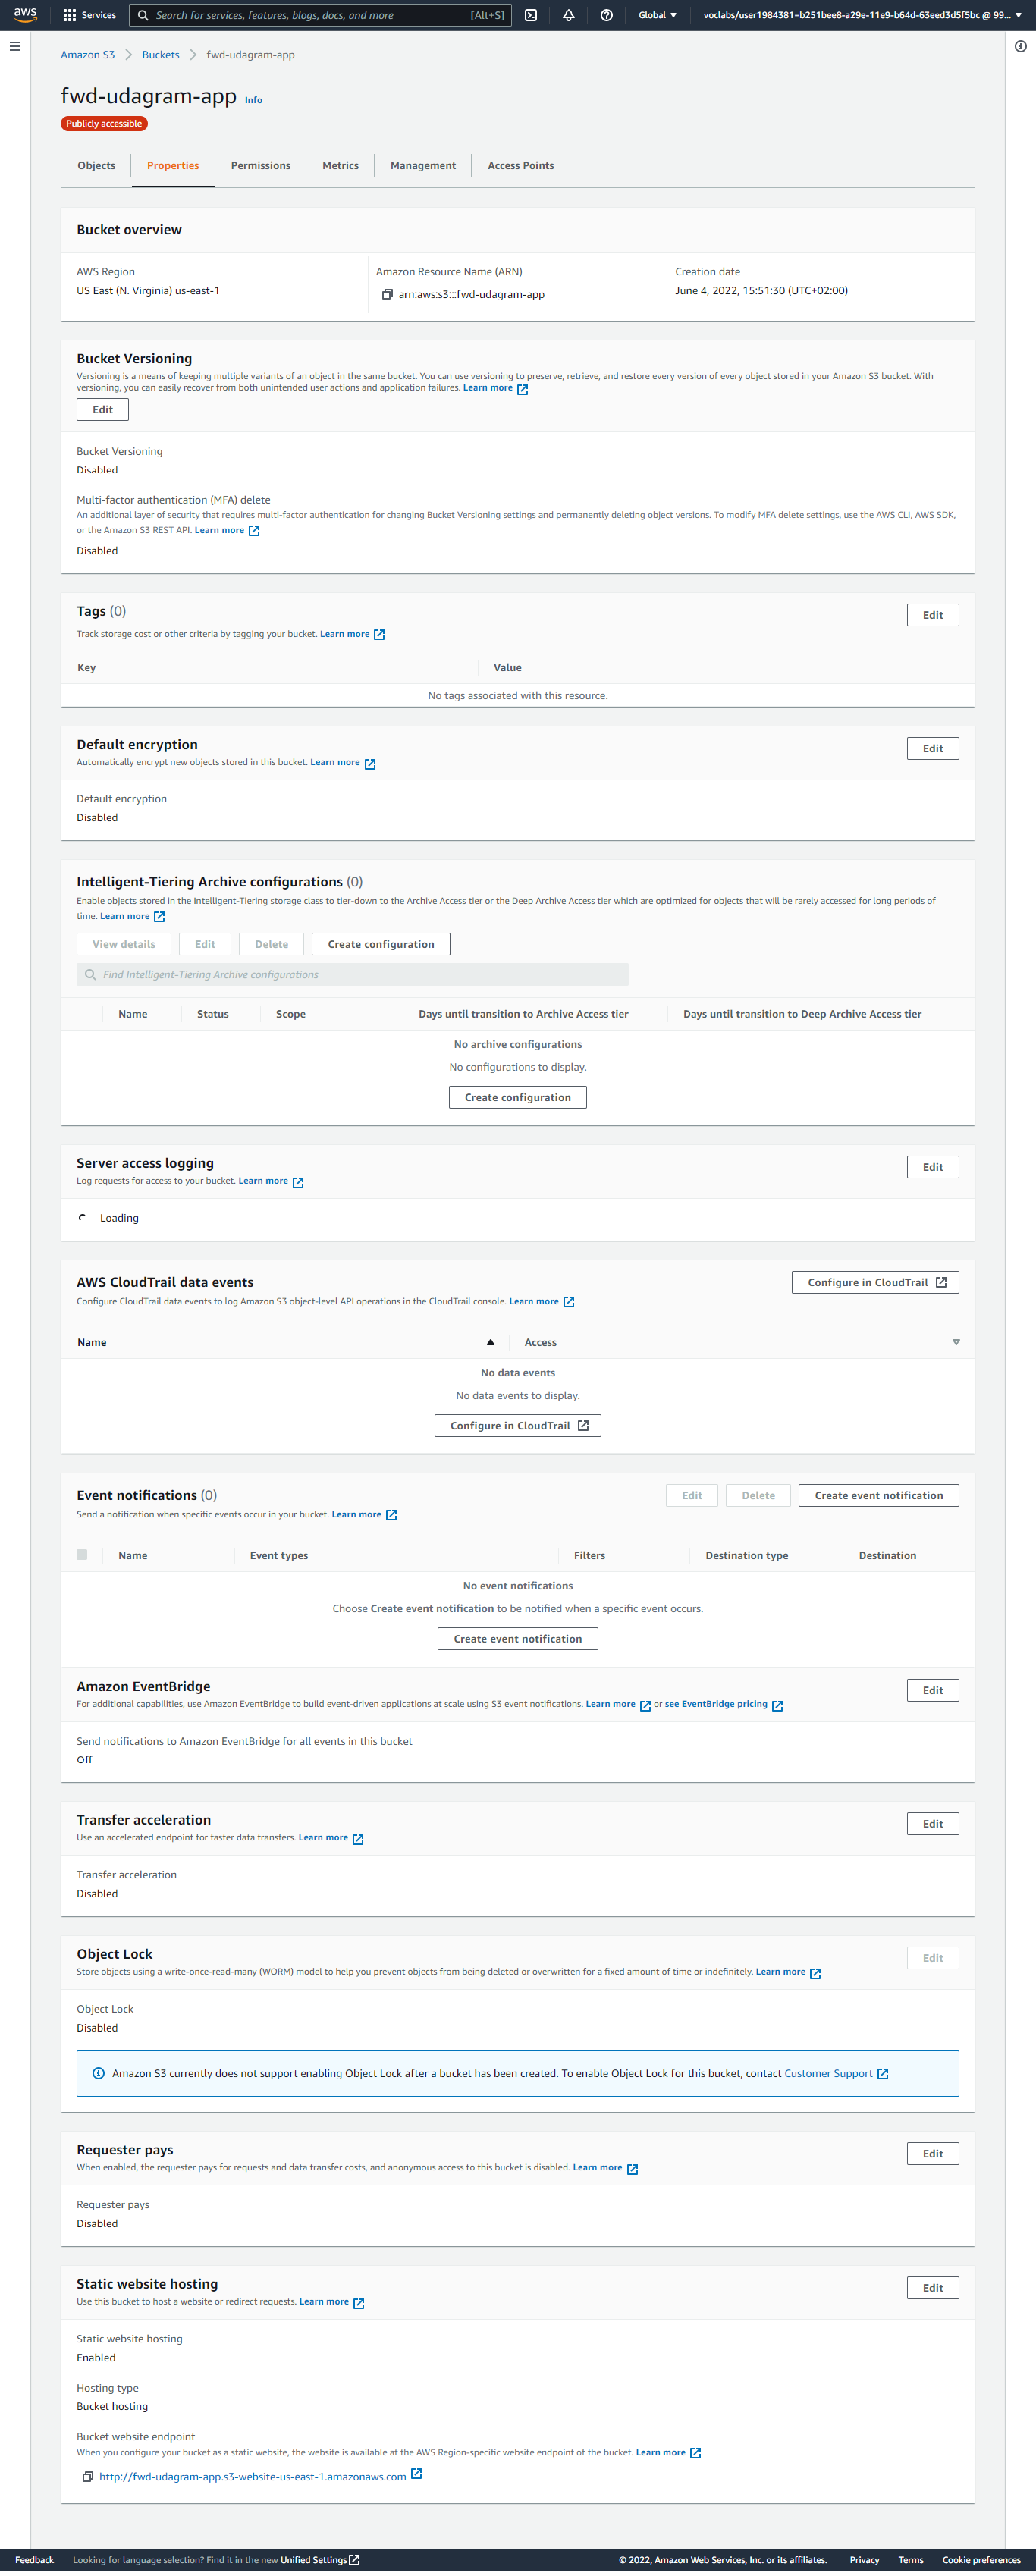 aws Services Search for services, features, blogs, docs, and more [Alt+S] Global voclabs/user1984381=b251bee8-a29e-11e9-b64d-63eed3d5f5bc @ 99...
Amazon S3 Buckets fwd-udagram-app
fwd-udagram-app Info
Publicly accessible
Objects Properties Permissions Metrics Management Access Points
Bucket overview
AWS Region Amazon Resource Name (ARN) Creation date
US East (N. Virginia) us-east-1 arn:aws:s3:::fwd-udagram-app June 4, 2022, 15:51:30 (UTC+02:00)
Bucket Versioning
Versioning is a means of keeping multiple variants of an object in the same bucket. You can use versioning to preserve, retrieve, and restore every version of every object stored in your Amazon S3 bucket. With
versioning, you can easily recover from both unintended user actions and application failures. Learn more
Edit
Bucket Versioning
Disabled
Multi-factor authentication (MFA) delete
An additional layer of security that requires multi-factor authentication for changing Bucket Versioning settings and permanently deleting object versions. To modify MFA delete settings, use the AWS CLI, AWS SDK,
or the Amazon S3 REST API. Learn more
Disabled
Tags (0) Edit
Track storage cost or other criteria by tagging your bucket. Learn more
Key Value
No tags associated with this resource.
Default encryption Edit
Automatically encrypt new objects stored in this bucket. Learn more
Default encryption
Disabled
Intelligent-Tiering Archive configurations (0)
Enable objects stored in the Intelligent-Tiering storage class to tier-down to the Archive Access tier or the Deep Archive Access tier which are optimized for objects that will be rarely accessed for long periods of
time. Learn more
View details Edit Delete Create configuration
Find Intelligent-Tiering Archive configurations
Name Status Scope Days until transition to Archive Access tier Days until transition to Deep Archive Access tier
No archive configurations
No configurations to display.
Create configuration
Server access logging Edit
Log requests for access to your bucket. Learn more
Loading
AWS CloudTrail data events Configure in CloudTrail
Configure CloudTrail data events to log Amazon S3 object-level API operations in the CloudTrail console. Learn more
Name Access
No data events
No data events to display.
Configure in CloudTrail
Event notifications (0) Edit Delete Create event notification
Send a notification when specific events occur in your bucket. Learn more
Name Event types Filters Destination type Destination
No event notifications
Choose Create event notification to be notified when a specific event occurs.
Create event notification
Amazon EventBridge Edit
For additional capabilities, use Amazon EventBridge to build event-driven applications at scale using S3 event notifications. Learn more or see EventBridge pricing
Send notifications to Amazon EventBridge for all events in this bucket
Off
Transfer acceleration Edit
Use an accelerated endpoint for faster data transfers. Learn more
Transfer acceleration
Disabled
Object Lock Edit
Store objects using a write-once-read-many (WORM) model to help you prevent objects from being deleted or overwritten for a fixed amount of time or indefinitely. Learn more
Object Lock
Disabled
Amazon S3 currently does not support enabling Object Lock after a bucket has been created. To enable Object Lock for this bucket, contact Customer Support
Requester pays Edit
When enabled, the requester pays for requests and data transfer costs, and anonymous access to this bucket is disabled. Learn more
Requester pays
Disabled
Static website hosting Edit
Use this bucket to host a website or redirect requests. Learn more
Static website hosting
Enabled
Hosting type
Bucket hosting
Bucket website endpoint
When you configure your bucket as a static website, the website is available at the AWS Region-specific website endpoint of the bucket. Learn more
http://fwd-udagram-app.s3-website-us-east-1.amazonaws.com
Feedback Looking for language selection? Find it in the new Unified Settings © 2022, Amazon Web Services, Inc. or its affiliates. Privacy Terms Cookie preferences